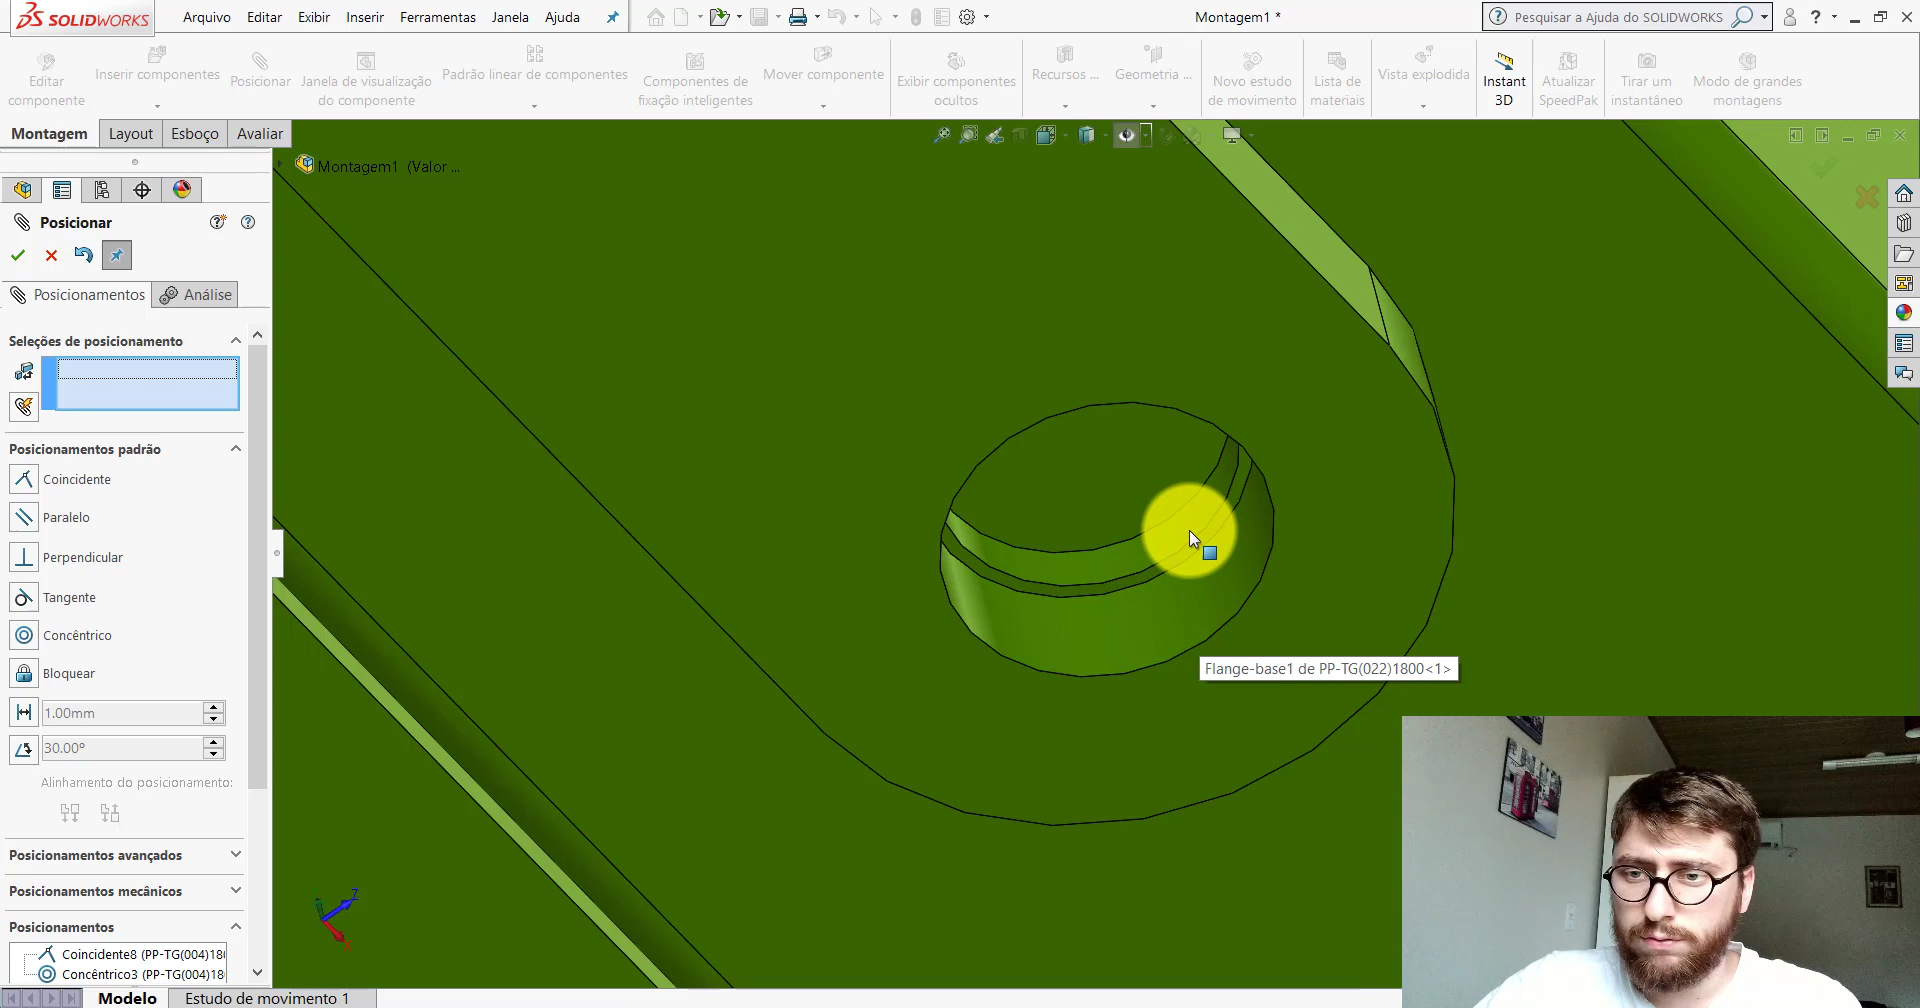 SOLIDWORKS
Arquivo Editar Exibir Inserir Ferramentas Janela Ajuda
Montagem1 *
Pesquisar a Ajuda do SOLIDWORKS
Editar componente
Inserir componentes
Posicionar
Janela de visualização do componente
Padrão linear de componentes
Componentes de fixação inteligentes
Mover componente
Exibir componentes ocultos
Recursos ...
Geometria ...
Novo estudo de movimento
Lista de materiais
Vista explodida
Instant 3D
Atualizar SpeedPak
Tirar um instantâneo
Modo de grandes montagens
Montagem Layout Esboço Avaliar
Montagem1 (Valor ...
Posicionar
Posicionamentos Análise
Seleções de posicionamento
Posicionamentos padrão
Coincidente
Paralelo
Perpendicular
Tangente
Concêntrico
Bloquear
1.00mm
30.00º
Alinhamento do posicionamento:
Posicionamentos avançados
Posicionamentos mecânicos
Posicionamentos
Coincidente8 (PP-TG(004)18
Concêntrico3 (PP-TG(004)18
Flange-base1 de PP-TG(022)1800<1>
Z
X
Modelo Estudo de movimento 1